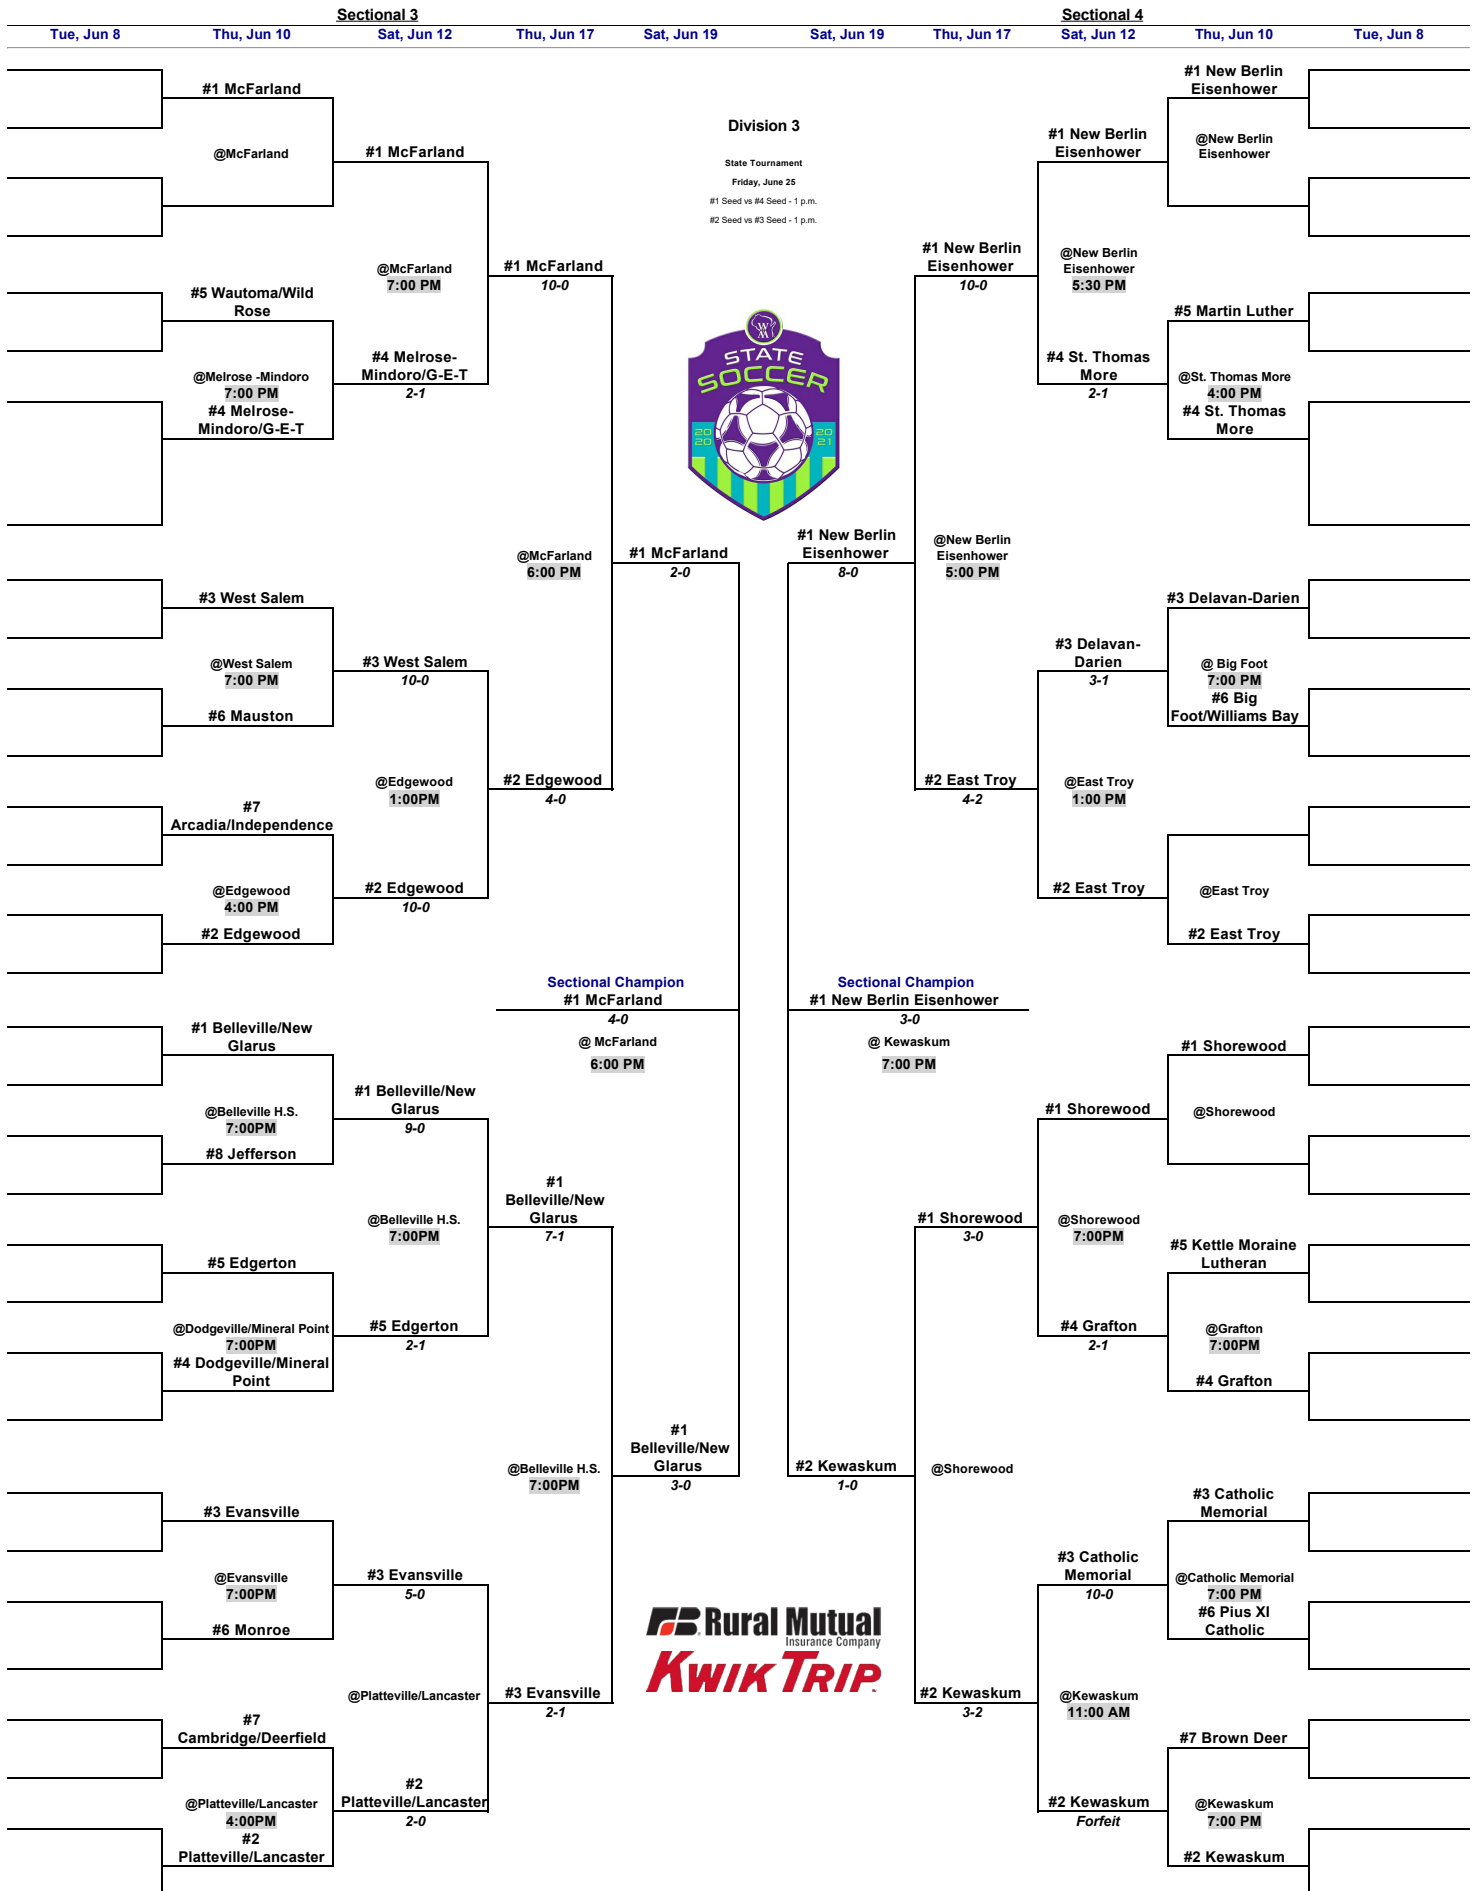 Sectional 3
Sectional 4
Tue, Jun 8
Thu, Jun 10
Sat, Jun 12
Thu, Jun 17
Sat, Jun 19
Sat, Jun 19
Thu, Jun 17
Sat, Jun 12
Thu, Jun 10
Tue, Jun 8
#1 McFarland
@McFarland
#1 McFarland
@McFarland
7:00 PM
#1 McFarland
10-0
#5 Wautoma/Wild
Rose
@Melrose -Mindoro
7:00 PM
#4 Melrose-
Mindoro/G-E-T
#4 Melrose-
Mindoro/G-E-T
2-1
@McFarland
6:00 PM
#1 McFarland
2-0
#3 West Salem
@West Salem
7:00 PM
#6 Mauston
#3 West Salem
10-0
@Edgewood
1:00PM
#2 Edgewood
4-0
#7
Arcadia/Independence
@Edgewood
4:00 PM
#2 Edgewood
#2 Edgewood
10-0
Sectional Champion
#1 McFarland
4-0
@ McFarland
6:00 PM
#1 Belleville/New
Glarus
@Belleville H.S.
7:00PM
#8 Jefferson
#1 Belleville/New
Glarus
9-0
@Belleville H.S.
7:00PM
#1
Belleville/New
Glarus
7-1
#5 Edgerton
@Dodgeville/Mineral Point
7:00PM
#4 Dodgeville/Mineral
Point
#5 Edgerton
2-1
@Belleville H.S.
7:00PM
#1
Belleville/New
Glarus
3-0
#3 Evansville
@Evansville
7:00PM
#6 Monroe
#3 Evansville
5-0
@Platteville/Lancaster
#3 Evansville
2-1
#7
Cambridge/Deerfield
@Platteville/Lancaster
4:00PM
#2
Platteville/Lancaster
#2
Platteville/Lancaster
2-0
Division 3
State Tournament
Friday, June 25
#1 Seed vs #4 Seed - 1 p.m.
#2 Seed vs #3 Seed - 1 p.m.
STATE
SOCCER
20
20
20
21
#1 New Berlin
Eisenhower
@New Berlin
Eisenhower
#1 New Berlin
Eisenhower
@New Berlin
Eisenhower
5:30 PM
#1 New Berlin
Eisenhower
10-0
#5 Martin Luther
@St. Thomas More
4:00 PM
#4 St. Thomas
More
#4 St. Thomas
More
2-1
@New Berlin
Eisenhower
5:00 PM
#1 New Berlin
Eisenhower
8-0
#3 Delavan-Darien
@ Big Foot
7:00 PM
#6 Big
Foot/Williams Bay
#3 Delavan-
Darien
3-1
@East Troy
1:00 PM
#2 East Troy
4-2
@East Troy
#2 East Troy
#2 East Troy
Sectional Champion
#1 New Berlin Eisenhower
3-0
@ Kewaskum
7:00 PM
#1 Shorewood
@Shorewood
#1 Shorewood
@Shorewood
7:00PM
#1 Shorewood
3-0
#5 Kettle Moraine
Lutheran
@Grafton
7:00PM
#4 Grafton
#4 Grafton
2-1
@Shorewood
#2 Kewaskum
1-0
#3 Catholic
Memorial
@Catholic Memorial
7:00 PM
#6 Pius XI
Catholic
#3 Catholic
Memorial
10-0
@Kewaskum
11:00 AM
#2 Kewaskum
3-2
#7 Brown Deer
@Kewaskum
7:00 PM
#2 Kewaskum
#2 Kewaskum
Forfeit
Rural Mutual
Insurance Company
KWIK TRIP